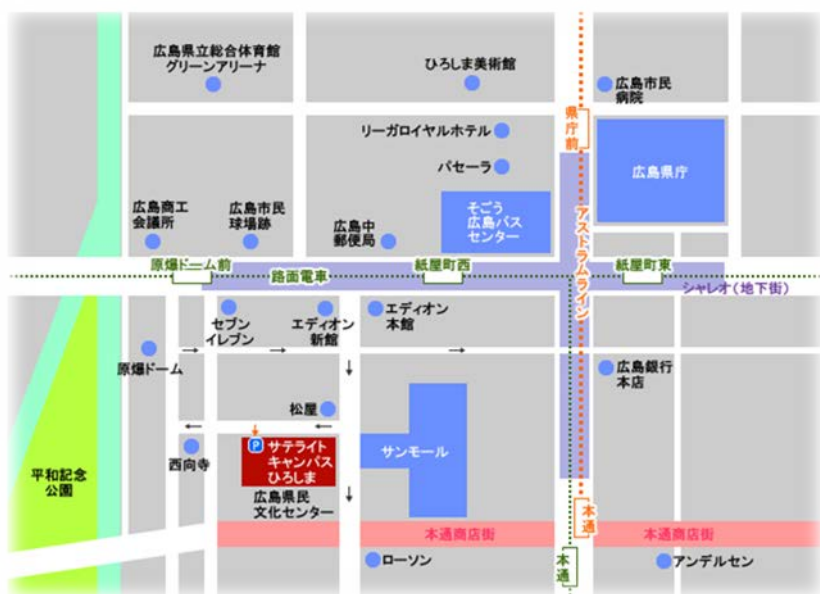 広島県立総合体育館
グリーンアリーナ
ひろしま美術館
広島市民
病院
リーガロイヤルホテル
県庁前
パセーラ
広島県庁
広島商工
会議所
広島市民
球場跡
広島中
郵便局
そごう
広島バス
センター
アストラムライン
原爆ドーム前
路面電車
紙屋町西
紙屋町東
シャレオ(地下街)
セブン
イレブン
エディオン
新館
エディオン
本館
原爆ドーム
広島銀行
本店
松屋
西向寺
P
サテライト
キャンパス
ひろしま
サンモール
平和記念
公園
広島県民
文化センター
本通商店街
本通
本通商店街
ローソン
本通
アンデルセン